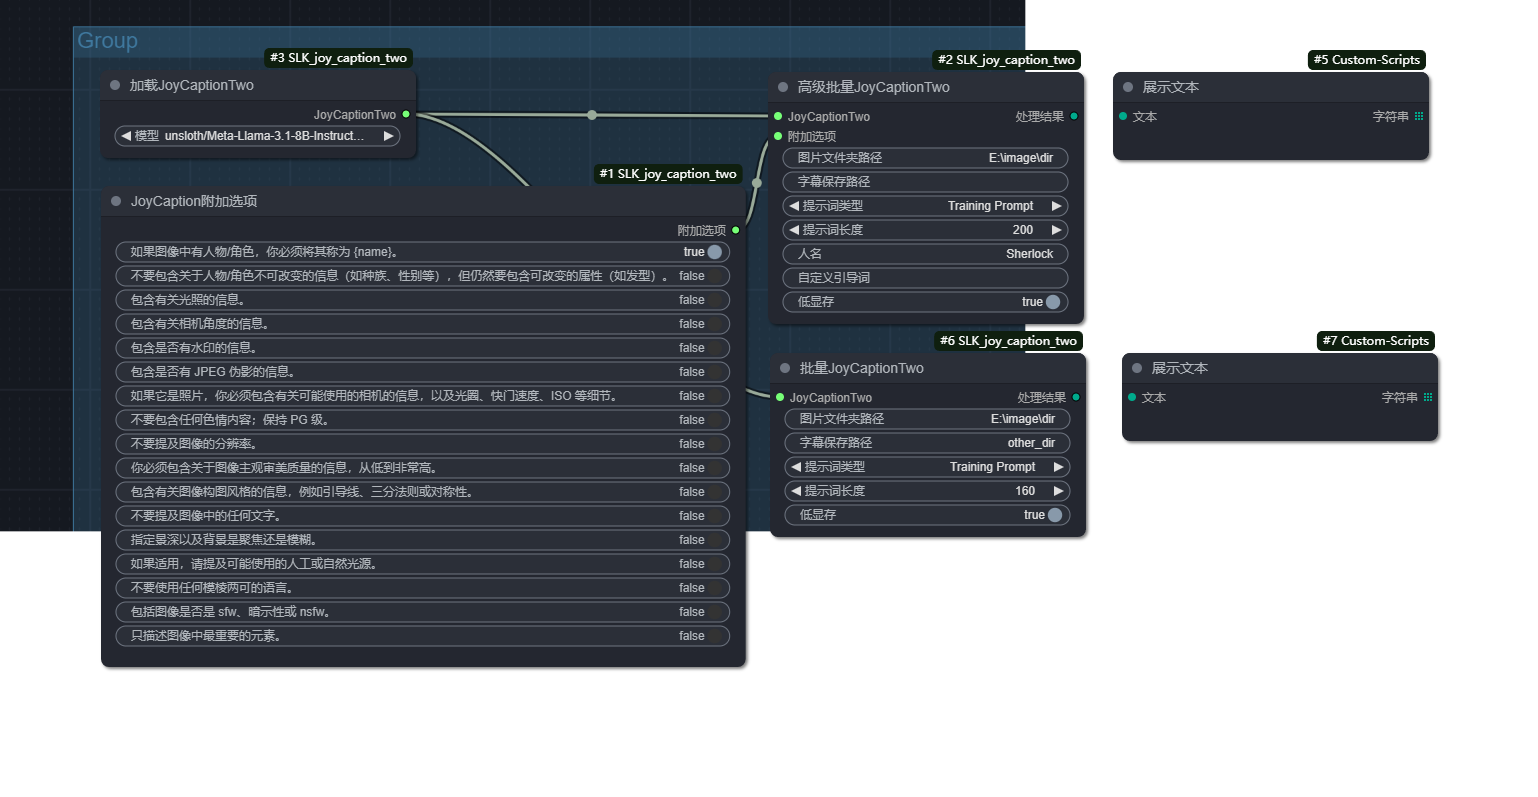 Group
#3 SLK_joy_caption_two
加载JoyCaptionTwo
JoyCaptionTwo
模型 unsloth/Meta-Llama-3.1-8B-Instruct...
#1 SLK_joy_caption_two
JoyCaption附加选项
附加选项
如果图像中有人物/角色，你必须将其称为 {name}。 true
不要包含关于人物/角色不可改变的信息（如种族、性别等），但仍然要包含可改变的属性（如发型）。 false
包含有关光照的信息。 false
包含有关相机角度的信息。 false
包含是否有水印的信息。 false
包含是否有 JPEG 伪影的信息。 false
如果它是照片，你必须包含有关可能使用的相机的信息，以及光圈、快门速度、ISO 等细节。 false
不要包含任何色情内容；保持 PG 级。 false
不要提及图像的分辨率。 false
你必须包含关于图像主观审美质量的信息，从低到非常高。 false
包含有关图像构图风格的信息，例如引导线、三分法则或对称性。 false
不要提及图像中的任何文字。 false
指定景深以及背景是聚焦还是模糊。 false
如果适用，请提及可能使用的人工或自然光源。 false
不要使用任何模棱两可的语言。 false
包括图像是否是 sfw、暗示性或 nsfw。 false
只描述图像中最重要的元素。 false
#2 SLK_joy_caption_two
高级批量JoyCaptionTwo
JoyCaptionTwo 处理结果
附加选项
图片文件夹路径 E:\image\dir
字幕保存路径
提示词类型 Training Prompt
提示词长度 200
人名 Sherlock
自定义引导词
低显存 true
#5 Custom-Scripts
展示文本
文本 字符串
#6 SLK_joy_caption_two
批量JoyCaptionTwo
JoyCaptionTwo 处理结果
图片文件夹路径 E:\image\dir
字幕保存路径 other_dir
提示词类型 Training Prompt
提示词长度 160
低显存 true
#7 Custom-Scripts
展示文本
文本 字符串